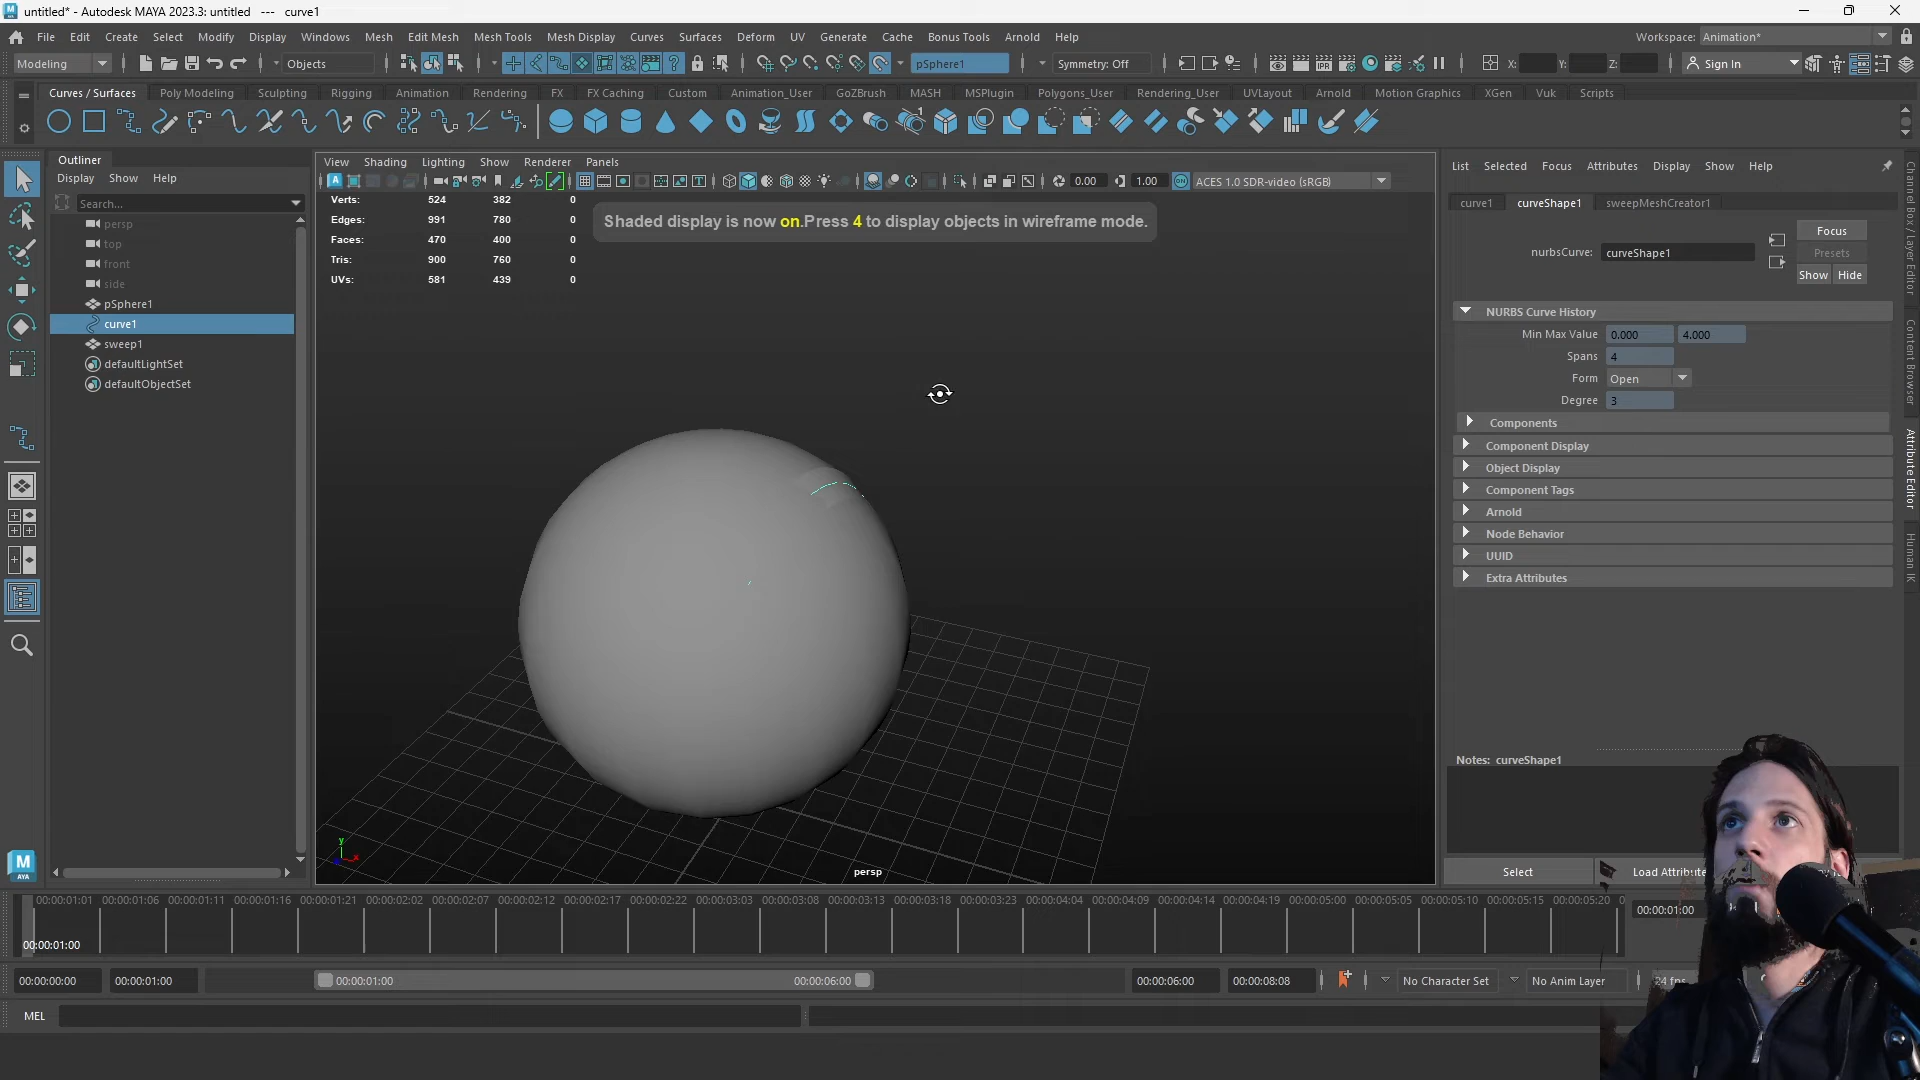 untitled* - Autodesk MAYA 2023.3: untitled --- curve1
File Edit Create Select Modify Display Windows Mesh Edit Mesh Mesh Tools Mesh Display Curves Surfaces Deform UV Generate Cache Bonus Tools Arnold Help
Workspace: Animation*
Modeling Objects pSphere1 Symmetry: Off X: Y: Z: Sign In
Curves / Surfaces Poly Modeling Sculpting Rigging Animation Rendering FX FX Caching Custom Animation_User GoZBrush MASH MSPlugin Polygons_User Rendering_User UVLayout Arnold Motion Graphics XGen Vuk Scripts
Outliner
Display Show Help
Search...
persp
top
front
side
pSphere1
curve1
sweep1
defaultLightSet
defaultObjectSet
View Shading Lighting Show Renderer Panels
0.00 1.00 ON ACES 1.0 SDR-video (sRGB)
Verts: 524 382 0
Edges: 991 780 0
Faces: 470 400 0
Tris: 900 760 0
UVs: 581 439 0
Shaded display is now on.Press 4 to display objects in wireframe mode.
y
x
persp
List Selected Focus Attributes Display Show Help
curve1 curveShape1 sweepMeshCreator1
nurbsCurve: curveShape1
Focus
Presets
Show Hide
NURBS Curve History
Min Max Value 0.000 4.000
Spans 4
Form Open
Degree 3
Components
Component Display
Object Display
Component Tags
Arnold
Node Behavior
UUID
Extra Attributes
Notes: curveShape1
Select Load Attribute
Channel Box / Layer Editor
Content Browser
Attribute Editor
Human IK
M
AYA
00:00:01:01 00:00:01:06 00:00:01:11 00:00:01:16 00:00:01:21 00:00:02:02 00:00:02:07 00:00:02:12 00:00:02:17 00:00:02:22 00:00:03:03 00:00:03:08 00:00:03:13 00:00:03:18 00:00:03:23 00:00:04:04 00:00:04:09 00:00:04:14 00:00:04:19 00:00:05:00 00:00:05:05 00:00:05:10 00:00:05:15 00:00:05:20 0
00:00:01:00
00:00:01:00
00:00:00:00 00:00:01:00 00:00:01:00 00:00:06:00 00:00:06:00 00:00:08:08 No Character Set No Anim Layer 24 fps
MEL